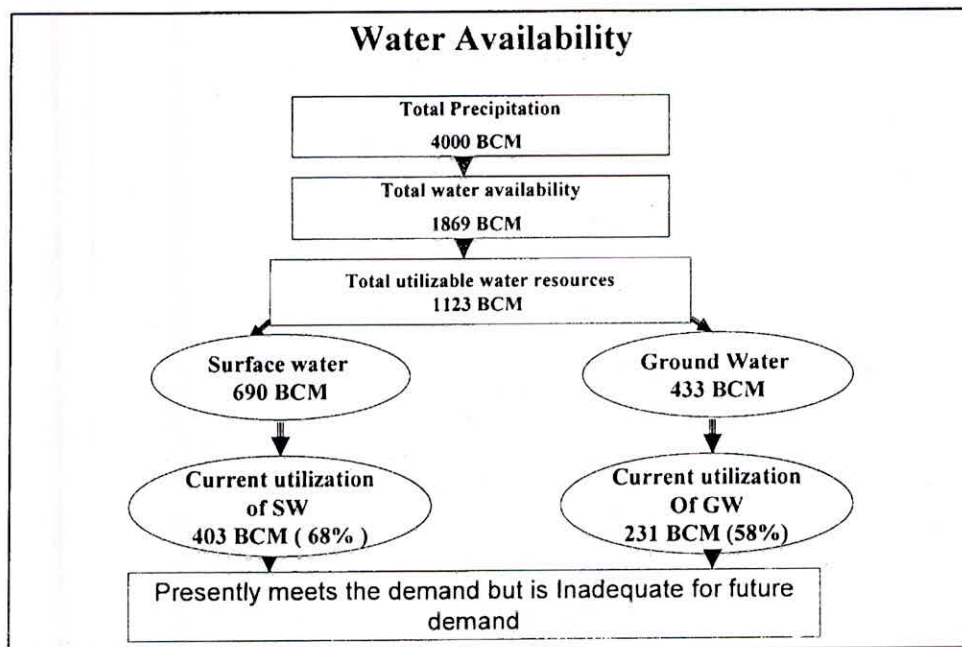 Water Availability
Total Precipitation
4000 BCM
Total water availability
1869 BCM
Total utilizable water resources
1123 BCM
Surface water
690 BCM
Ground Water
433 BCM
Current utilization
of SW
403 BCM ( 68% )
Current utilization
Of GW
231 BCM (58%)
Presently meets the demand but is Inadequate for future
demand